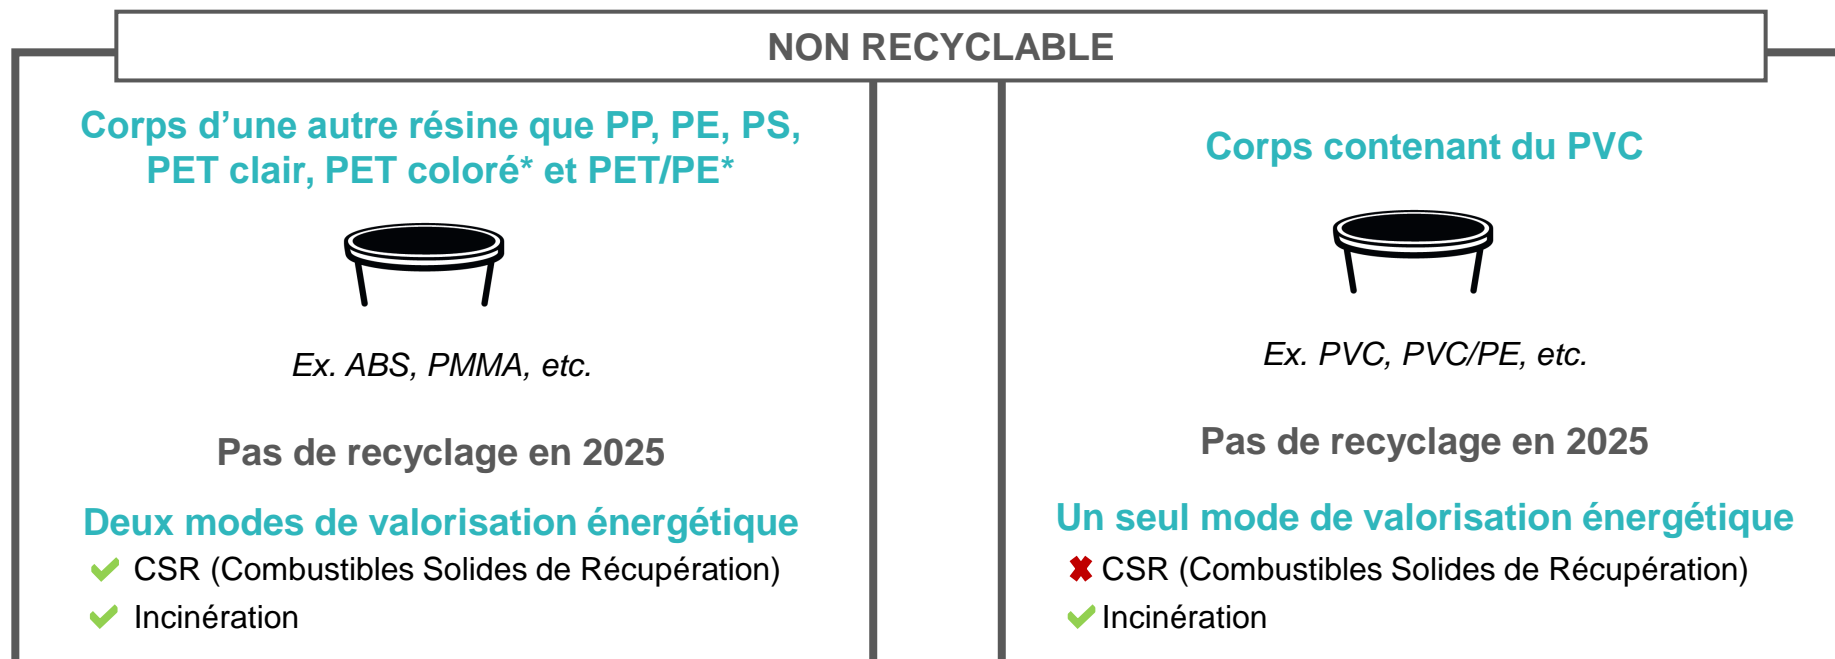 NON RECYCLABLE
Corps d’une autre résine que PP, PE, PS,
PET clair, PET coloré* et PET/PE*
Ex. ABS, PMMA, etc.
Pas de recyclage en 2025
Deux modes de valorisation énergétique
CSR (Combustibles Solides de Récupération)
Incinération
Corps contenant du PVC
Ex. PVC, PVC/PE, etc.
Pas de recyclage en 2025
Un seul mode de valorisation énergétique
CSR (Combustibles Solides de Récupération)
Incinération